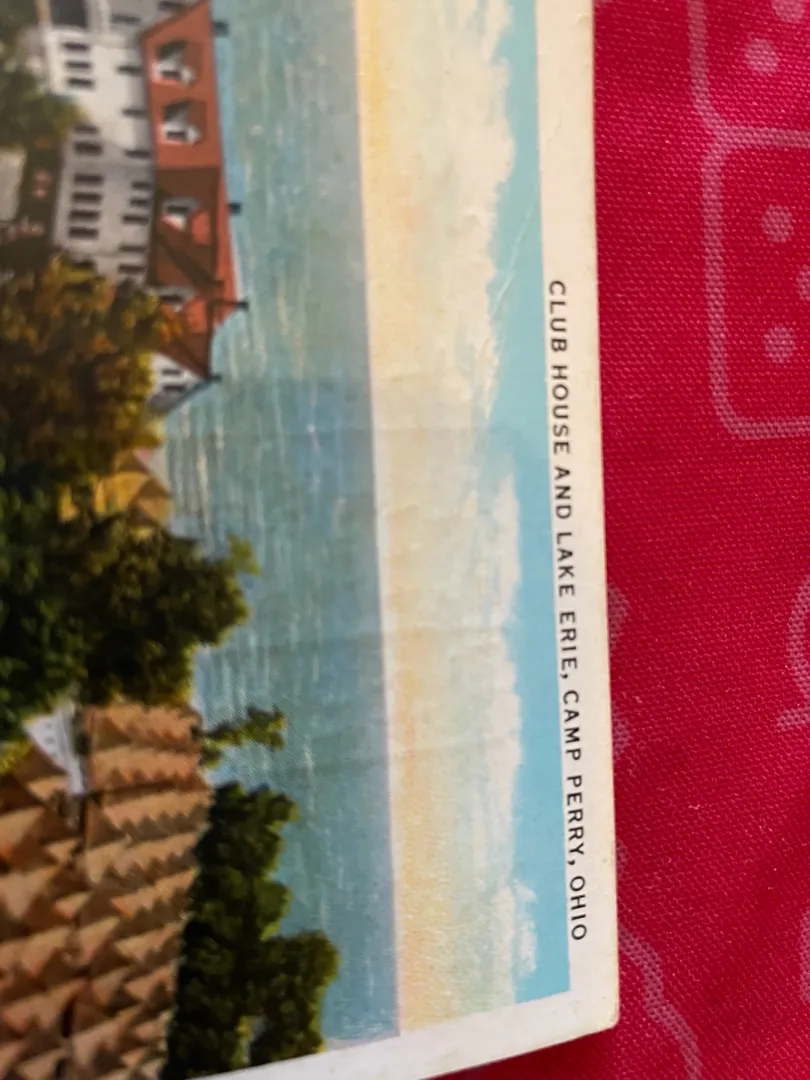 CLUB HOUSE AND LAKE ERIE, CAMP PERRY, OHIO